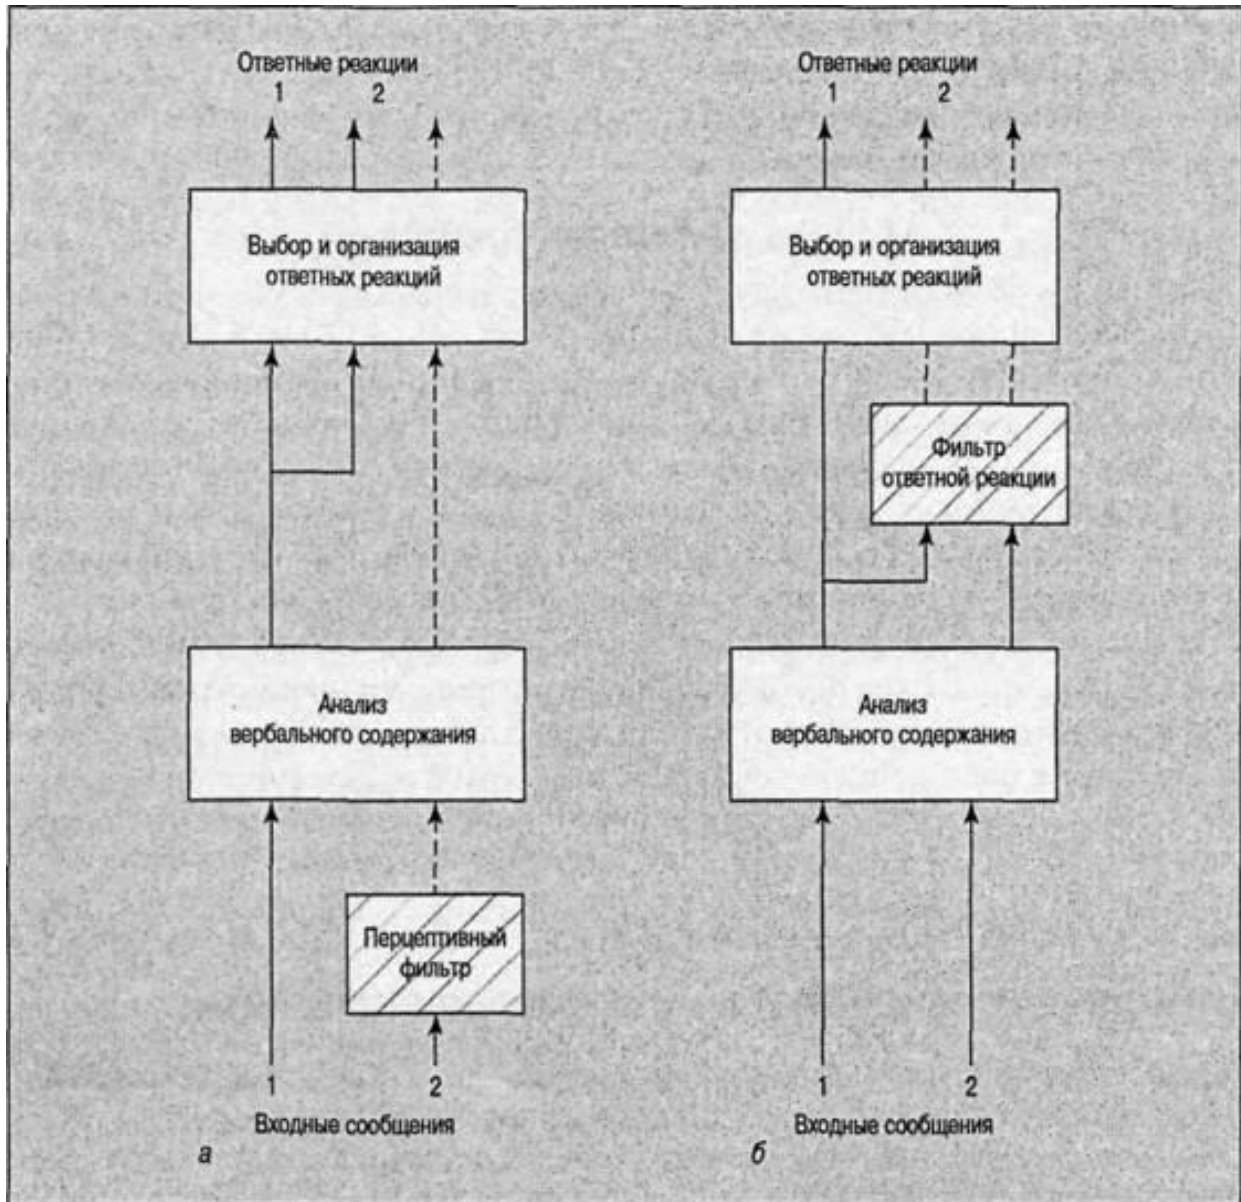 Ответные реакции
1 2
Выбор и организация
ответных реакций
Анализ
вербального содержания
Перцептивный
фильтр
1 2
Входные сообщения
а
Ответные реакции
1 2
Выбор и организация
ответных реакций
Фильтр
ответной реакции
Анализ
вербального содержания
1 2
Входные сообщения
б